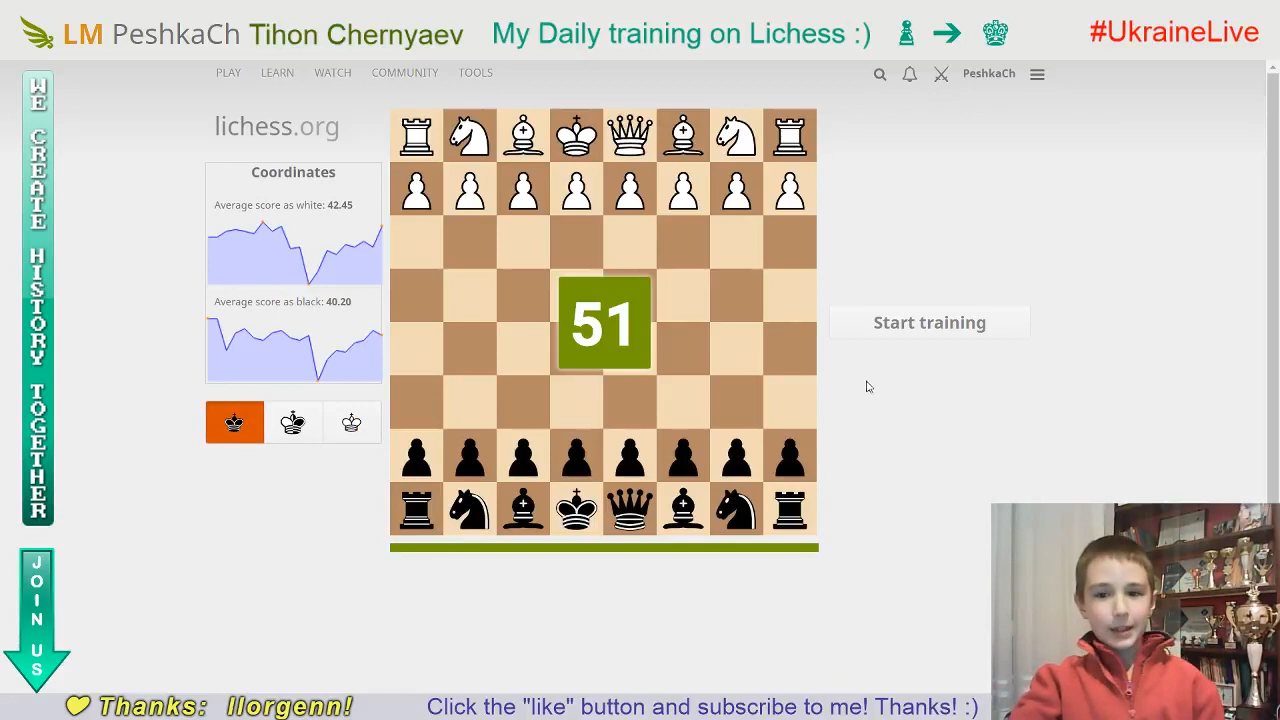 LM PeshkaCh Tihon Chernyaev My Daily training on Lichess :) #UkraineLive
PLAY LEARN WATCH COMMUNITY TOOLS PeshkaCh
lichess.org
Coordinates
Average score as white: 42.45
Average score as black: 40.20
51
Start training
WE CREATE HISTORY TOGETHER
JOIN US
Thanks: llorgenn! Click the "like" button and subscribe to me! Thanks! :)